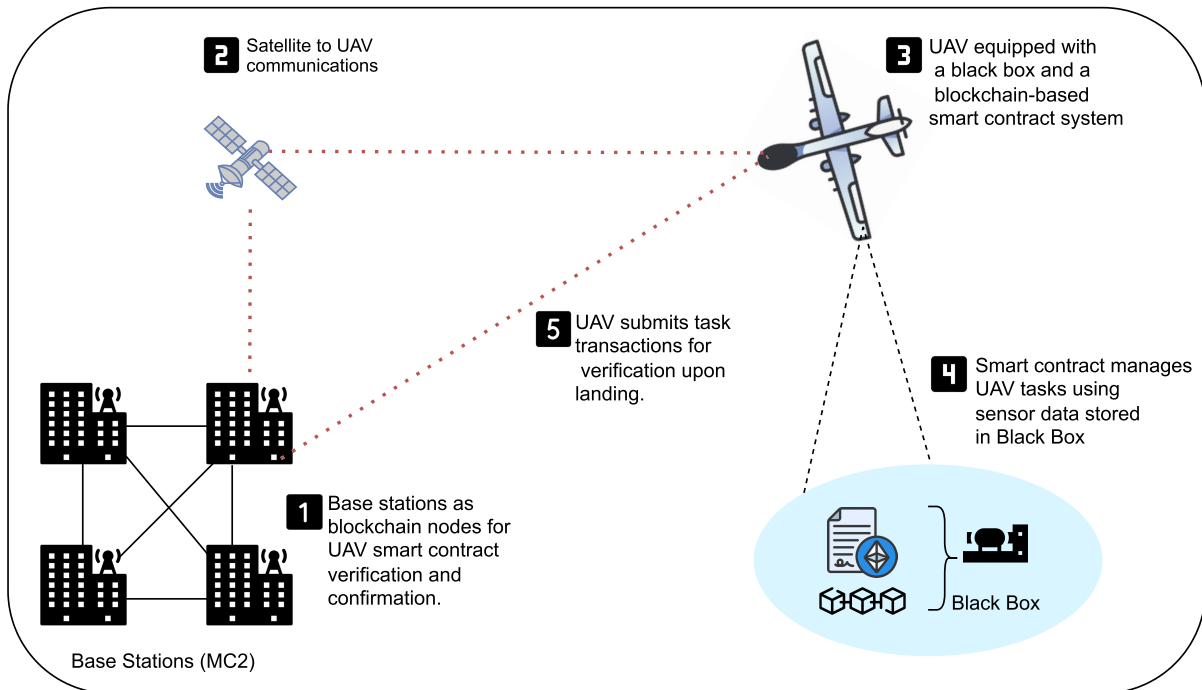 2
Satellite to UAV
communications
3
UAV equipped with
a black box and a
blockchain-based
smart contract system
5
UAV submits task
transactions for
verification upon
landing.
4
Smart contract manages
UAV tasks using
sensor data stored
in Black Box
1
Base stations as
blockchain nodes for
UAV smart contract
verification and
confirmation.
Black Box
Base Stations (MC2)